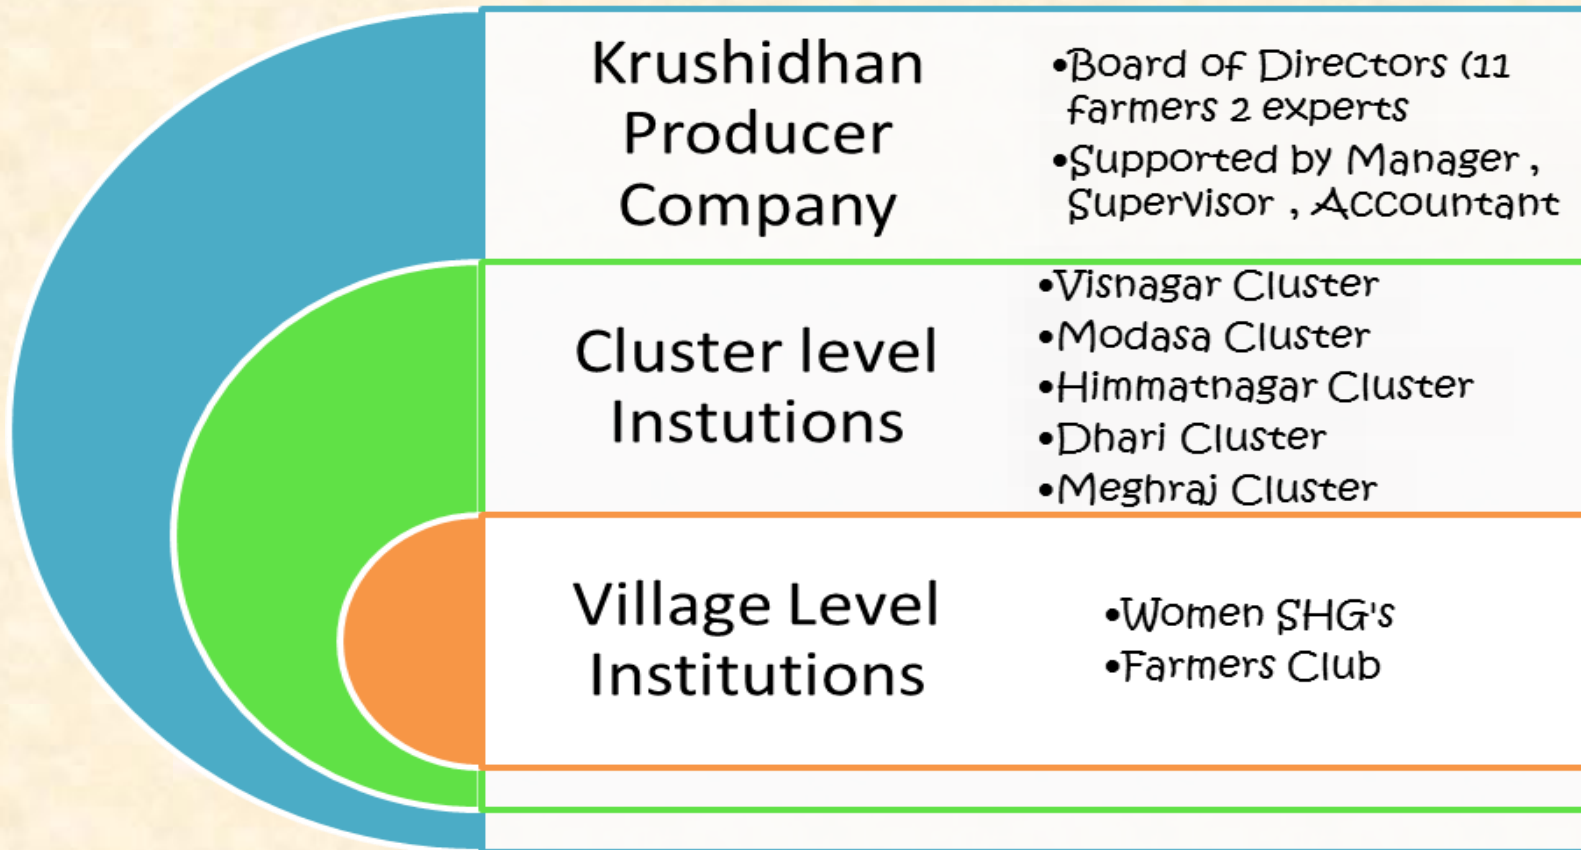 Krushidhan
Producer
Company
•Board of Directors (11
farmers 2 experts
•Supported by Manager ,
Supervisor , Accountant
Cluster level
Instutions
•Visnagar Cluster
•Modasa Cluster
•Himmatnagar Cluster
•Dhari Cluster
•Meghraj Cluster
Village Level
Institutions
•Women SHG's
•Farmers Club